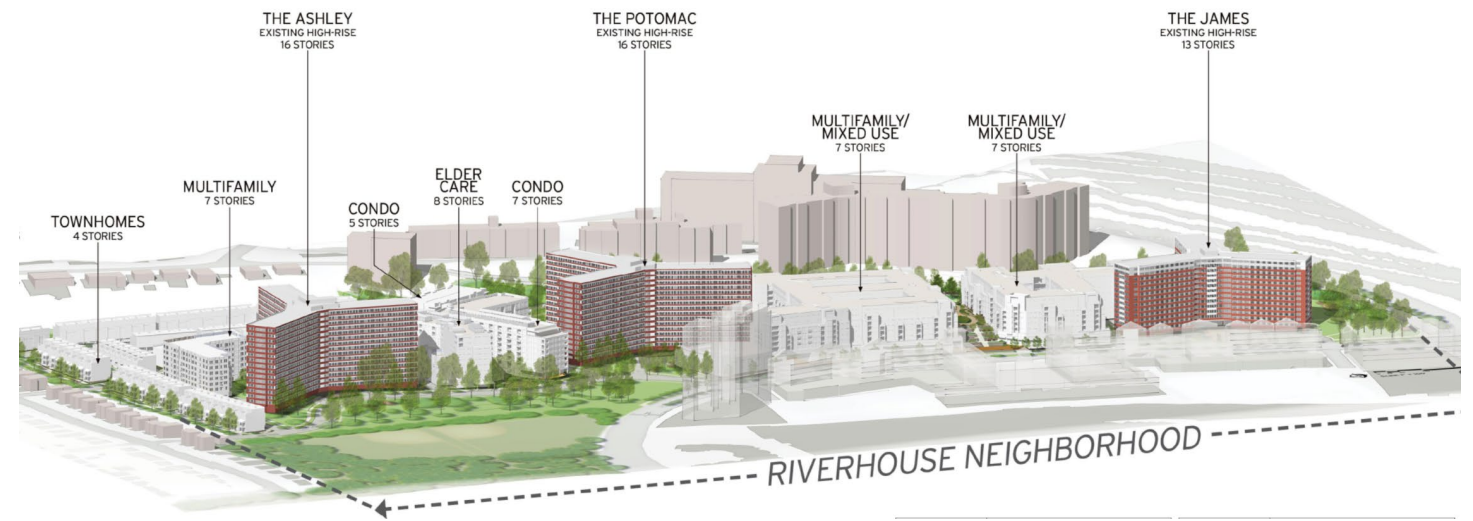 THE ASHLEY
EXISTING HIGH-RISE
16 STORIES
THE POTOMAC
EXISTING HIGH-RISE
16 STORIES
THE JAMES
EXISTING HIGH-RISE
13 STORIES
MULTIFAMILY/
MIXED USE
7 STORIES
MULTIFAMILY/
MIXED USE
7 STORIES
ELDER
CARE
8 STORIES
MULTIFAMILY
7 STORIES
CONDO
7 STORIES
CONDO
5 STORIES
TOWNHOMES
4 STORIES
RIVERHOUSE NEIGHBORHOOD